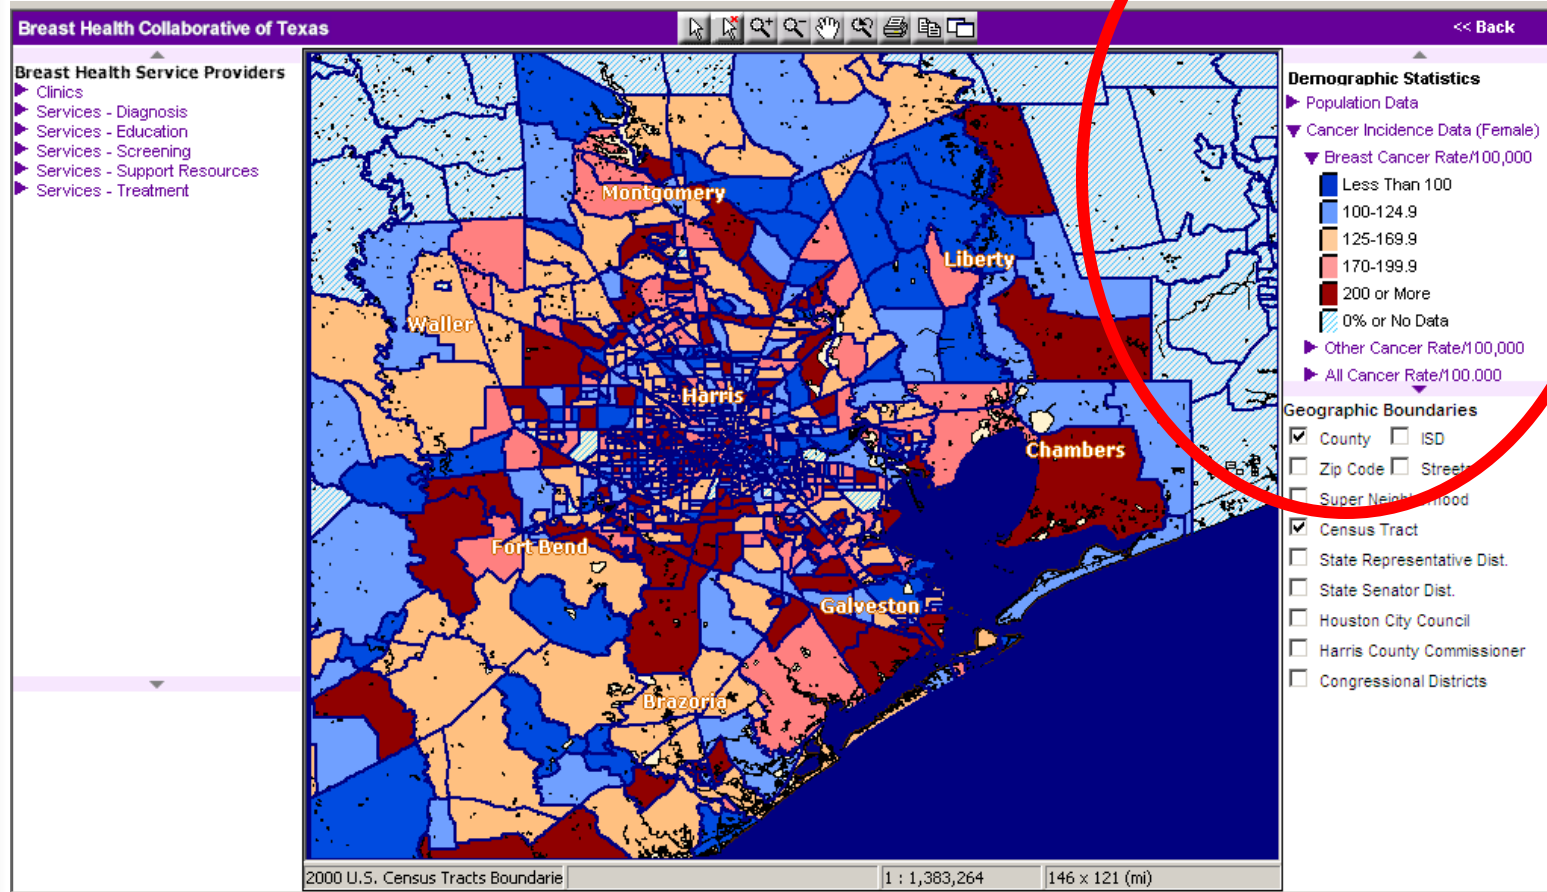 Breast Health Collaborative of Texas
<< Back
Breast Health Service Providers
Clinics
Services - Diagnosis
Services - Education
Services - Screening
Services - Support Resources
Services - Treatment
Montgomery
Liberty
Waller
Harris
Chambers
Fort Bend
Galveston
Brazoria
2000 U.S. Census Tracts Boundarie
1 : 1,383,264
146 x 121 (mi)
Demographic Statistics
Population Data
Cancer Incidence Data (Female)
Breast Cancer Rate/100,000
Less Than 100
100-124.9
125-169.9
170-199.9
200 or More
0% or No Data
Other Cancer Rate/100,000
All Cancer Rate/100.000
Geographic Boundaries
County ISD
Zip Code Streets
Super Neighborhood
Census Tract
State Representative Dist.
State Senator Dist.
Houston City Council
Harris County Commissioner
Congressional Districts